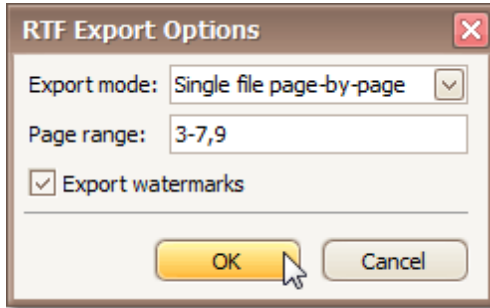 RTF Export Options
Export mode: Single file page-by-page
Page range: 3-7,9
Export watermarks
OK Cancel